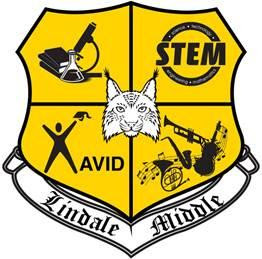 science • technology
STEM
engineering • mathematics
AVID
Lindale Middle